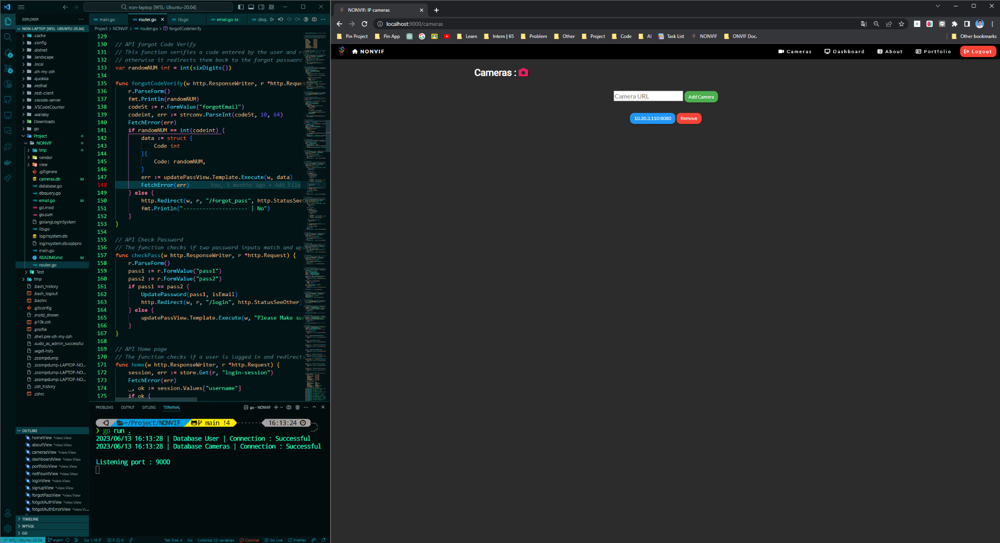 non-laptop [WSL: Ubuntu-20.04]
EXPLORER
NON-LAPTOP [WSL: UBUNTU-20.04]
.cache
.config
.dotnet
.landscape
.local
.oh-my-zsh
.quokka
.redhat
.rest-client
.vscode-server
.VSCodeCounter
.wallaby
Downloads
go
Project
NONVIF
tmp
vendor
view
.gitignore
cameras.db M
database.go
dbquery.go
email.go M
go.mod
go.sum
golangLoginSystem
lib.go
loginsystem.db
loginsystem.db.sqbpro
main.go
README.md M
router.go
Test
tmp
.bash_history
.bash_logout
.bashrc
.gitconfig
.motd_shown
.p10k.zsh
.profile
.shell.pre-oh-my-zsh
.sudo_as_admin_successful
.wget-hsts
.zcompdump
.zcompdump-LAPTOP-NO...
.zcompdump-LAPTOP-NO...
.zcompdump-LAPTOP-NO...
.zsh_history
.zshrc
OUTLINE
homeView *view.View
aboutView *view.View
camerasView *view.View
dashboardView *view.View
portfolioView *view.View
notFountView *view.View
loginView *view.View
signupView *view.View
forgotPassView *view.View
fotgotAuthView *view.View
fotgotAuthErrorView *view.Vi...
TIMELINE
MYSQL
GO
main.go router.go lib.go email.go M dbqu
Project > NONVIF > router.go > forgotCodeVerify
129
130 // API forgot Code Verify
131 // This function verifies a code entered by the user and redirect
132 // otherwise it redirects them back to the forgot password
133 var randomNUM int = int(sixDigits())
134
135 func forgotCodeVerify(w http.ResponseWriter, r *http.Reques
136 r.ParseForm()
137 fmt.Println(randomNUM)
138 codeSt := r.FormValue("forgotEmail")
139 codeint, err := strconv.ParseInt(codeSt, 10, 64)
140 FetchError(err)
141 if randomNUM == int(codeint) {
142 data := struct {
143 Code int
144 }{
145 Code: randomNUM,
146 }
147 err := updatePassView.Template.Execute(w, data)
148 FetchError(err) You, 5 months ago • Add File
149 } else {
150 http.Redirect(w, r, "/forgot_pass", http.StatusSeeO
151 fmt.Println("------------------- | No")
152 }
153 }
154
155 // API Check Password
156 // The function checks if two password inputs match and upd
157 func checkPass(w http.ResponseWriter, r *http.Request) {
158 r.ParseForm()
159 pass1 := r.FormValue("pass1")
160 pass2 := r.FormValue("pass2")
161 if pass1 == pass2 {
162 UpdatePassword(pass1, isEmail)
163 http.Redirect(w, r, "/login", http.StatusSeeOther)
164 } else {
165 updatePassView.Template.Execute(w, "Please Make sur
166 }
167 }
168
169 // API Home page
170 // The function checks if a user is logged in and redirects
171 func home(w http.ResponseWriter, r *http.Request) {
172 session, err := store.Get(r, "login-session")
173 FetchError(err)
174 _, ok := session.Values["username"]
175 if ok {
PROBLEMS OUTPUT GITLENS TERMINAL go - NONVIF
~/Project/NONVIF main !4 16:13:24
❯ go run .
2023/06/13 16:13:28 | Database User | Connection : Successful
2023/06/13 16:13:28 | Database Cameras | Connection : Successful
Listening port : 9000
WSL: Ubuntu-20.04 main* Go 1.19 0 0 Tab Size: 4 Go Colorize: 25 variables Colorize Go Live Prettier
NONVIF: IP cameras
localhost:9000/cameras
Pin Project Pin App Learn Intern | 65 Problem Other Project Code AI Task List NONVIF ONVIF Doc. Other bookmarks
NONVIF Cameras Dashboard About Portfolio Logout
Cameras :
Camera URL Add Camera
10.20.3.110:8080 Remove